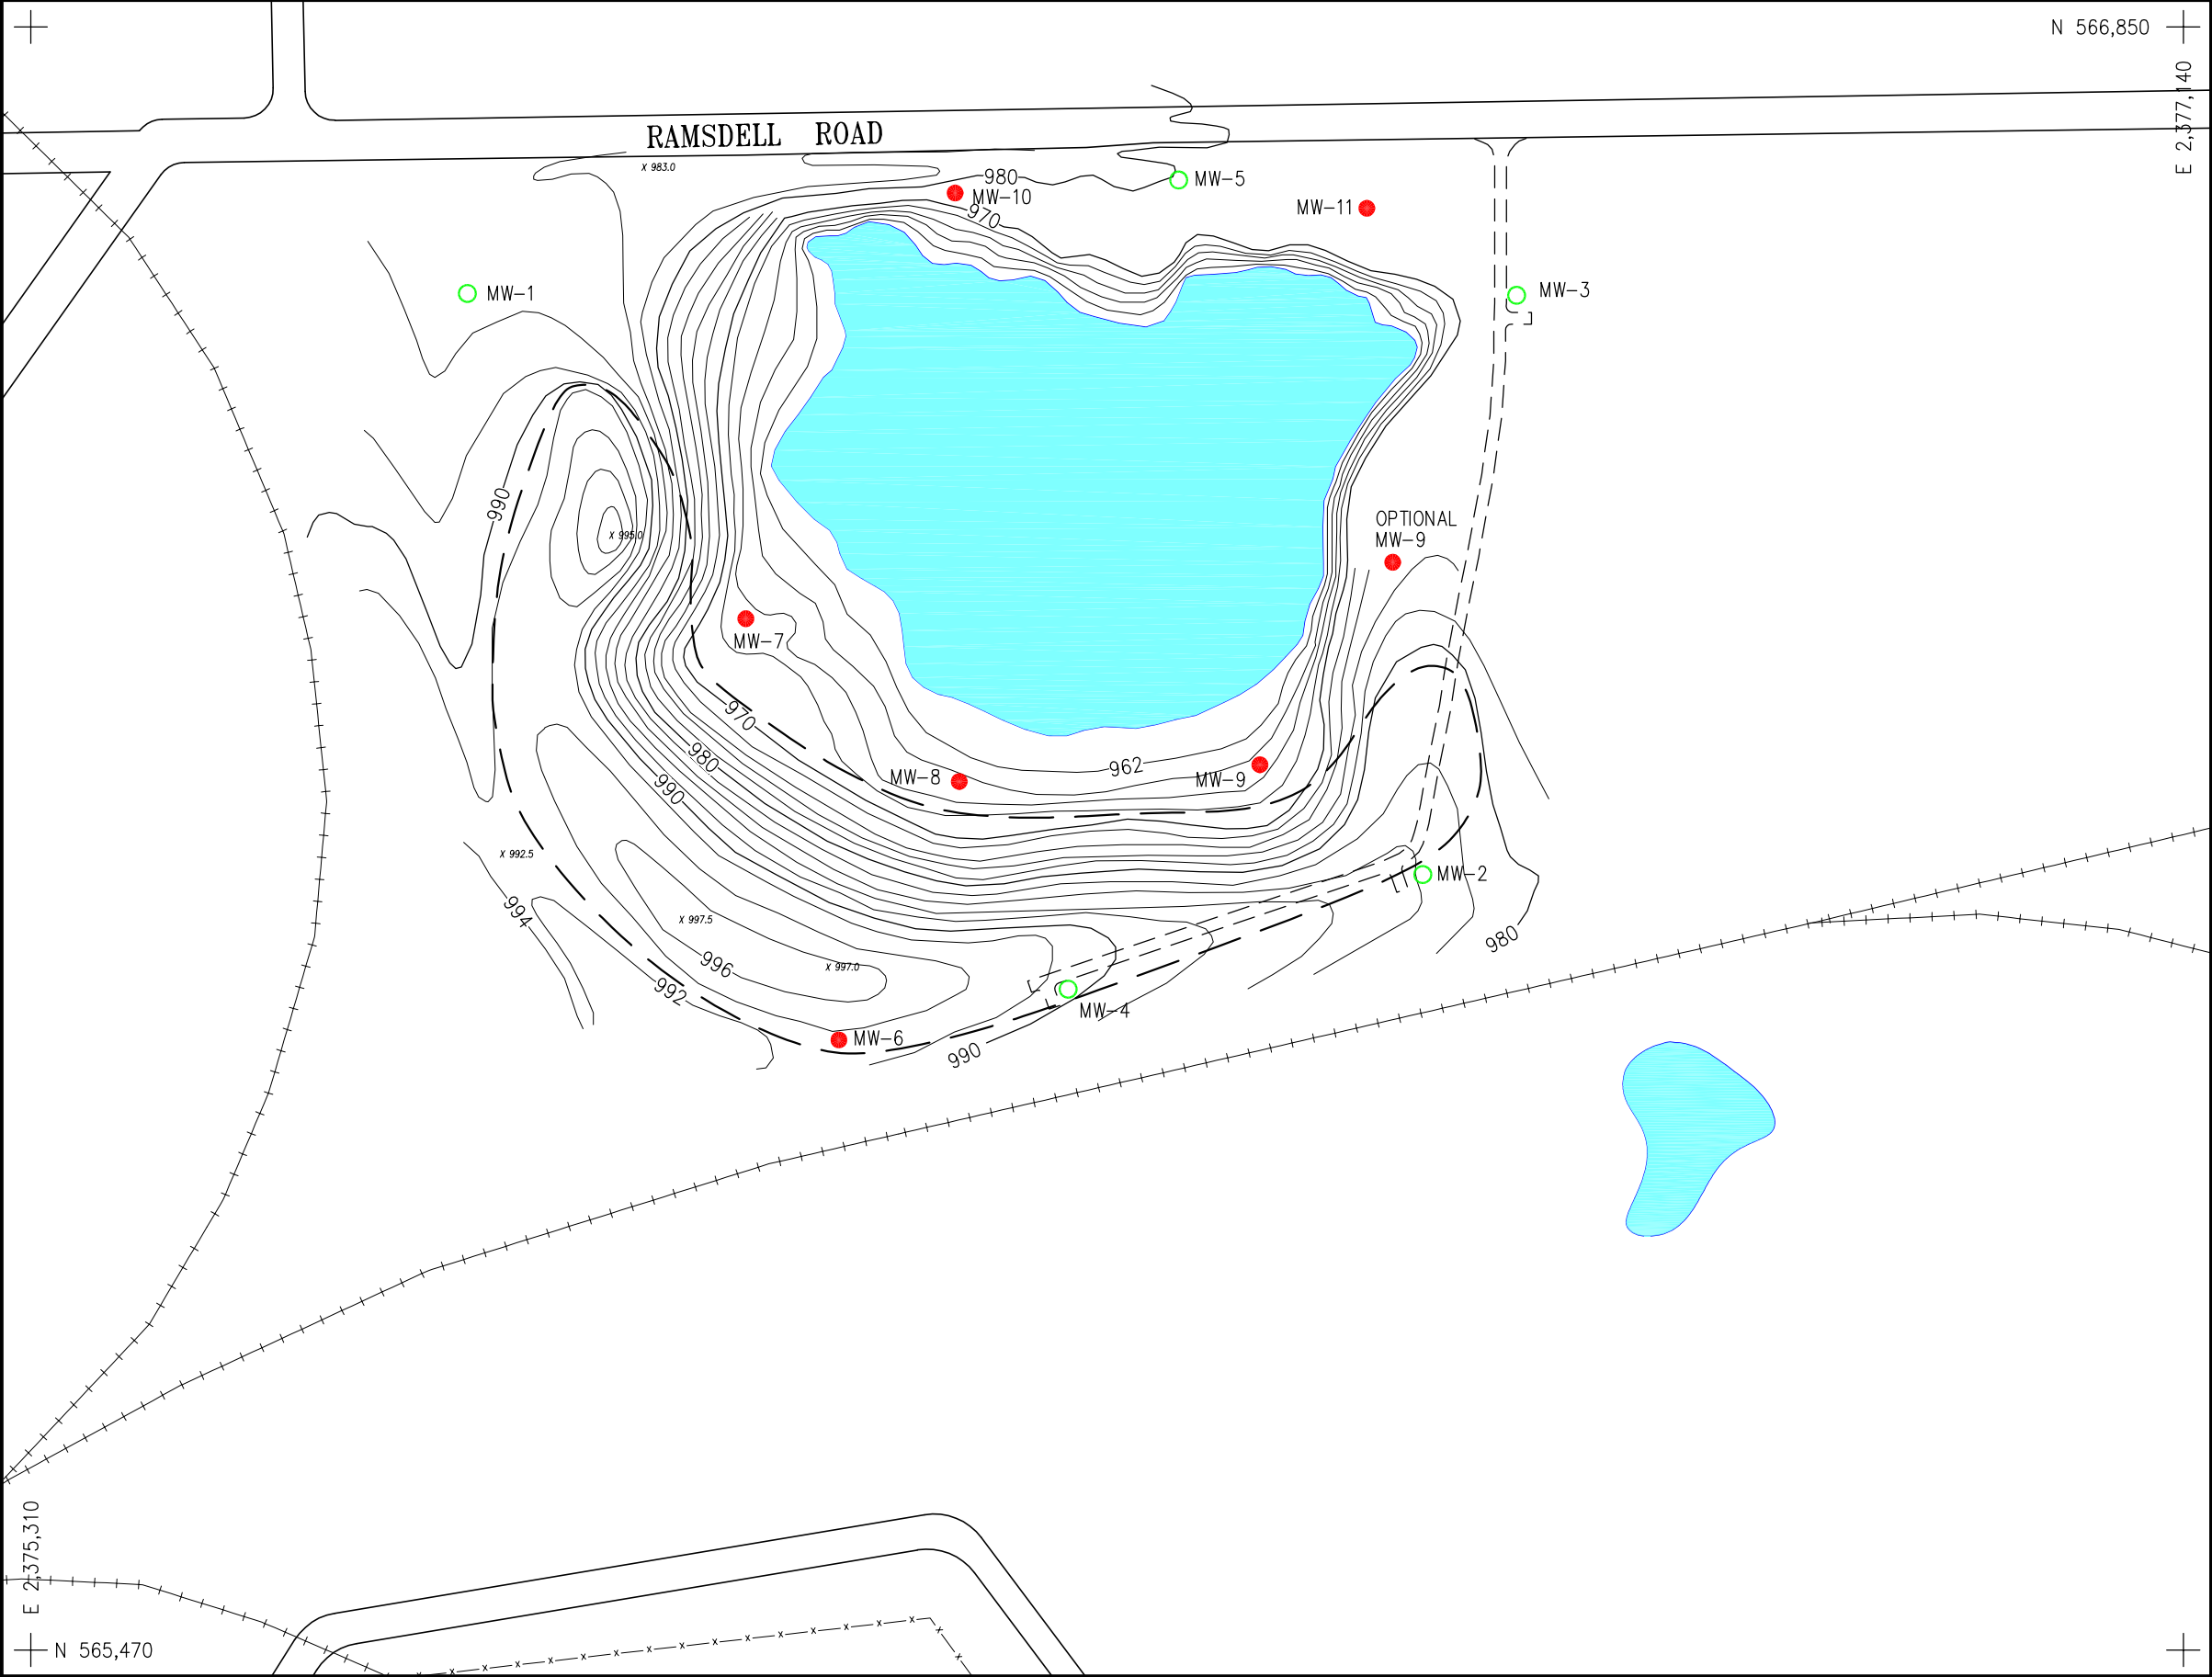 N 566,850
E 2,377,140
RAMSDELL ROAD
X 983.0
980
MW-10
MW-5
970
MW-11
MW-1
MW-3
990
OPTIONAL
MW-9
X 995.0
MW-7
970
980
990
MW-8
962
MW-9
X 992.5
MW-2
994
X 997.5
980
996
X 997.0
992
MW-4
MW-6
990
E 2,375,310
N 565,470